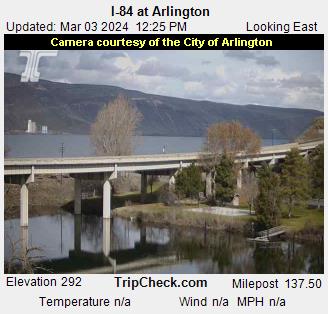 I-84 at Arlington
Updated: Mar 03 2024 12:25 PM Looking East
Camera courtesy of the City of Arlington
Elevation 292 TripCheck.com Milepost 137.50
Temperature n/a Wind n/a MPH n/a